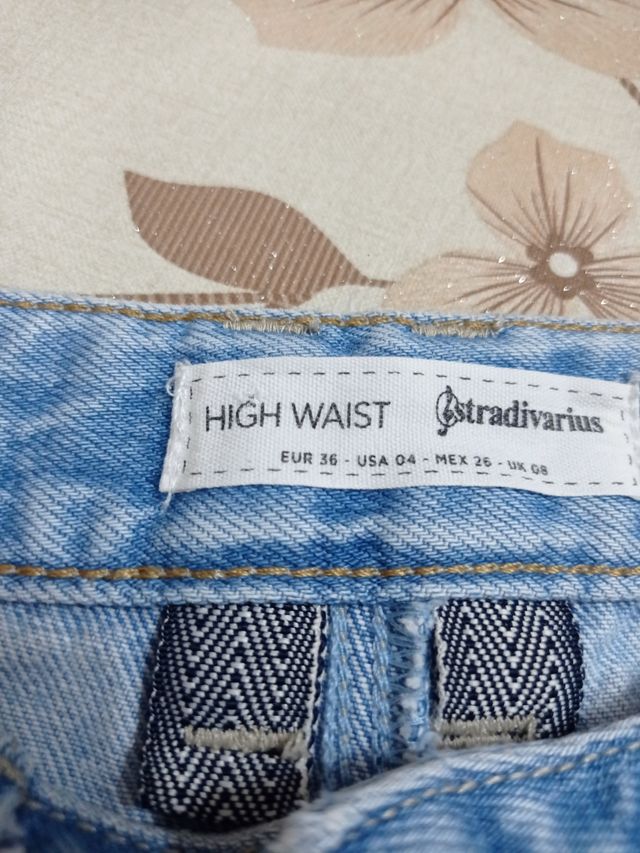 HIGH WAIST stradivarius
EUR 36 - USA 04 - MEX 26 - UK 08